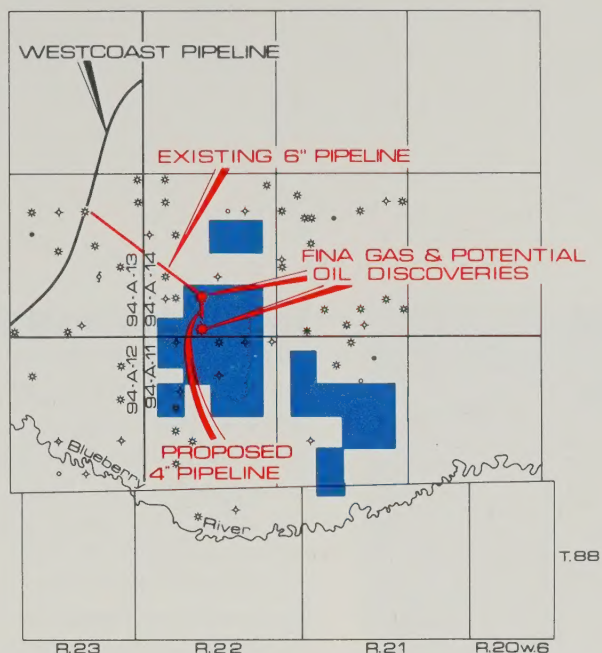 WESTCOAST PIPELINE
EXISTING 6" PIPELINE
FINA GAS & POTENTIAL
OIL DISCOVERIES
94-A-13
94-A-14
94-A-12
94-A-11
PROPOSED
4" PIPELINE
Blueberry
River
T.88
R.23
R.22
R.21
R.20w.6